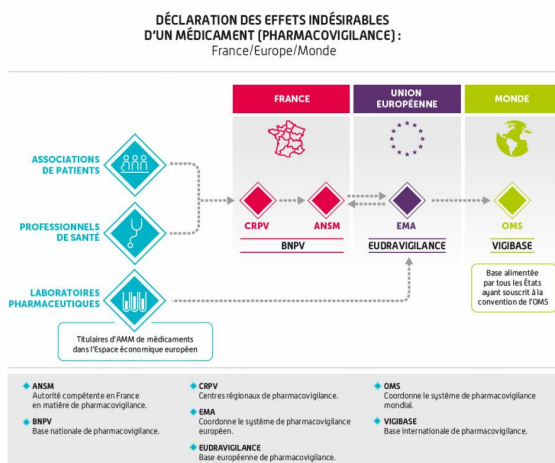 DÉCLARATION DES EFFETS INDÉSIRABLES
D'UN MÉDICAMENT (PHARMACOVIGILANCE) :
France/Europe/Monde
FRANCE
UNION
EUROPÉENNE
MONDE
ASSOCIATIONS
DE PATIENTS
PROFESSIONNELS
DE SANTÉ
LABORATOIRES
PHARMACEUTIQUES
CRPV
ANSM
EMA
OMS
BNPV
EUDRAVIGILANCE
VIGIBASE
Base alimentée
par tous les États
ayant souscrit à la
convention de l'OMS
Titulaires d'AMM de médicaments
dans l'Espace économique européen
ANSM
Autorité compétente en France
en matière de pharmacovigilance.
BNPV
Base nationale de pharmacovigilance.
CRPV
Centres régionaux de pharmacovigilance.
EMA
Coordonne le système de pharmacovigilance
européen.
EUDRAVIGILANCE
Base européenne de pharmacovigilance.
OMS
Coordonne le système de pharmacovigilance
mondial.
VIGIBASE
Base internationale de pharmacovigilance.